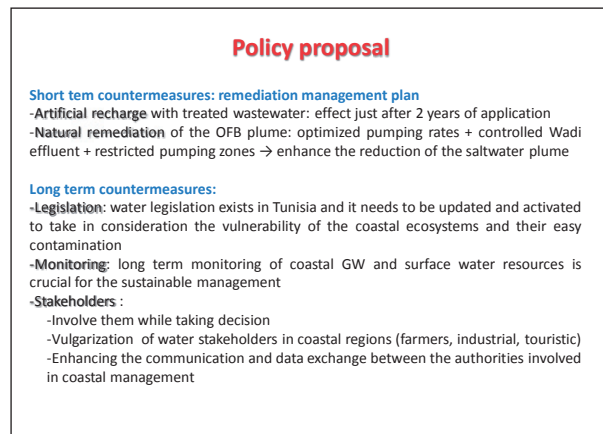 Policy proposal
Short tem countermeasures: remediation management plan
-Artificial recharge with treated wastewater: effect just after 2 years of application
-Natural remediation of the OFB plume: optimized pumping rates + controlled Wadi
effluent + restricted pumping zones → enhance the reduction of the saltwater plume
Long term countermeasures:
-Legislation: water legislation exists in Tunisia and it needs to be updated and activated
to take in consideration the vulnerability of the coastal ecosystems and their easy
contamination
-Monitoring: long term monitoring of coastal GW and surface water resources is
crucial for the sustainable management
-Stakeholders :
-Involve them while taking decision
-Vulgarization of water stakeholders in coastal regions (farmers, industrial, touristic)
-Enhancing the communication and data exchange between the authorities involved
in coastal management